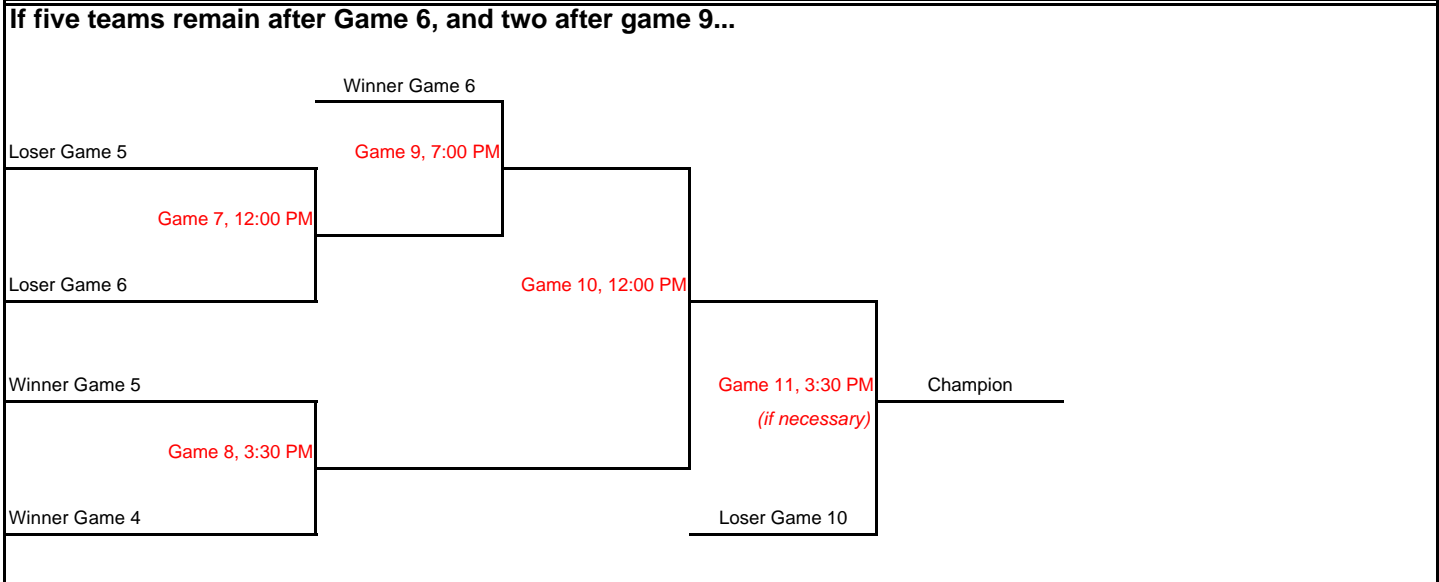 If five teams remain after Game 6, and two after game 9...
Winner Game 6
Loser Game 5
Game 9, 7:00 PM
Game 7, 12:00 PM
Loser Game 6
Game 10, 12:00 PM
Winner Game 5
Game 11, 3:30 PM
Champion
(if necessary)
Game 8, 3:30 PM
Winner Game 4
Loser Game 10